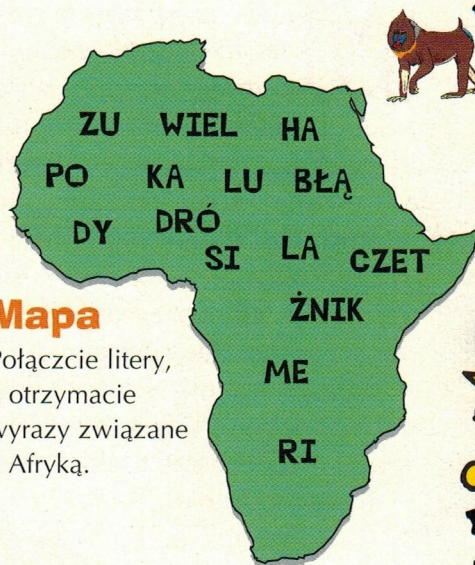 ZU WIEL HA
PO KA LU BŁĄ
DY DRÓ
SI LA CZET
ŻNIK
ME
RI
Mapa
Połączcie litery,
otrzymacie
wyrazy związane
Afryką.